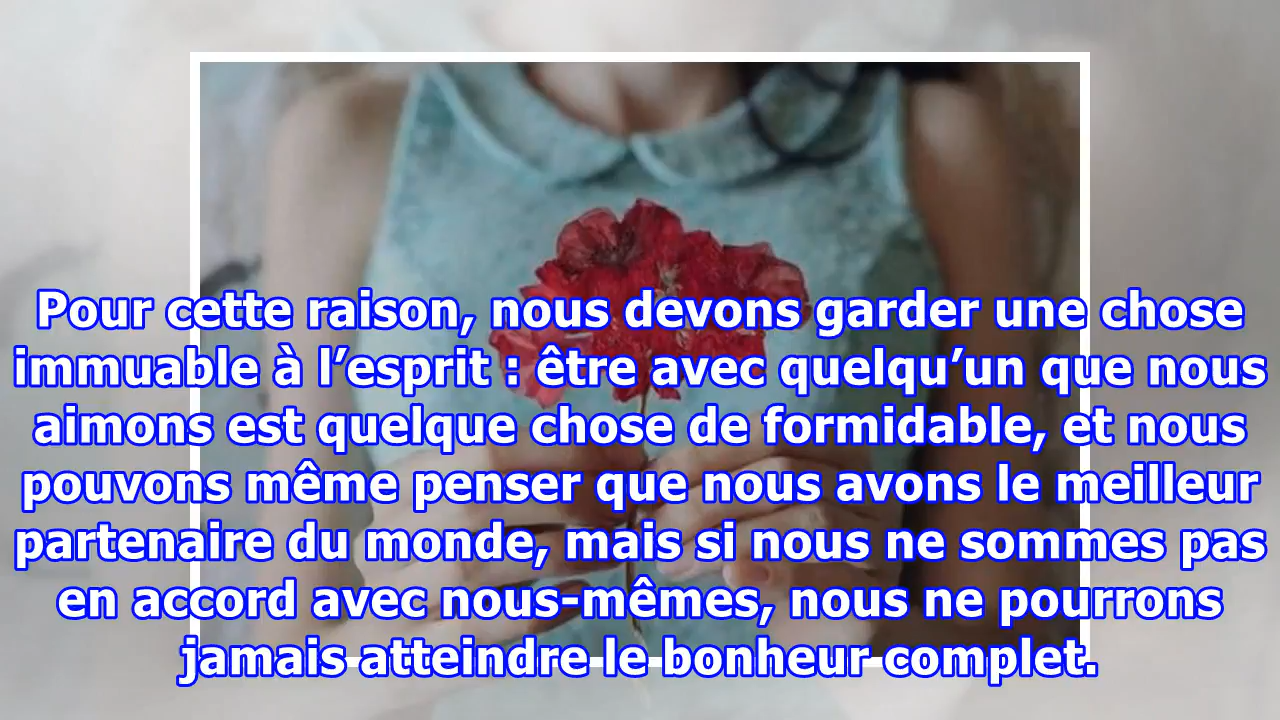 Pour cette raison, nous devons garder une chose
immuable à l’esprit : être avec quelqu’un que nous
aimons est quelque chose de formidable, et nous
pouvons même penser que nous avons le meilleur
partenaire du monde, mais si nous ne sommes pas
en accord avec nous-mêmes, nous ne pourrons
jamais atteindre le bonheur complet.